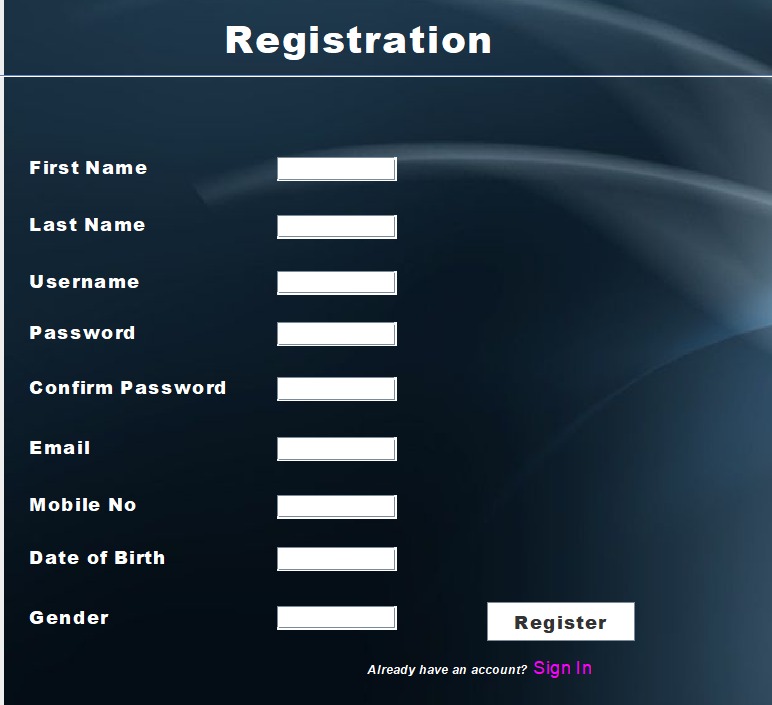 Registration
First Name
Last Name
Username
Password
Confirm Password
Email
Mobile No
Date of Birth
Gender
Register
Already have an account? Sign In